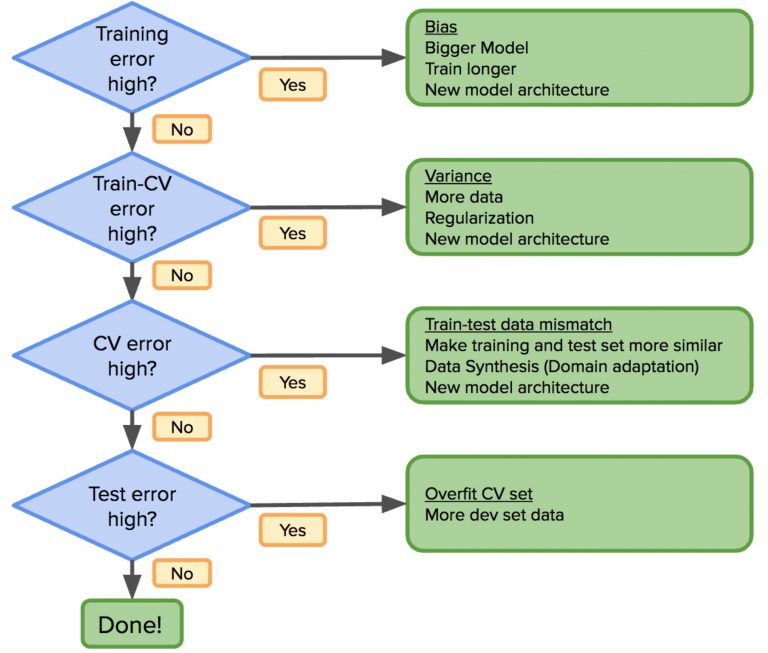 Training
error
high?
Yes
Bias
Bigger Model
Train longer
New model architecture
No
Train-CV
error
high?
Yes
Variance
More data
Regularization
New model architecture
No
CV error
high?
Yes
Train-test data mismatch
Make training and test set more similar
Data Synthesis (Domain adaptation)
New model architecture
No
Test error
high?
Yes
Overfit CV set
More dev set data
No
Done!